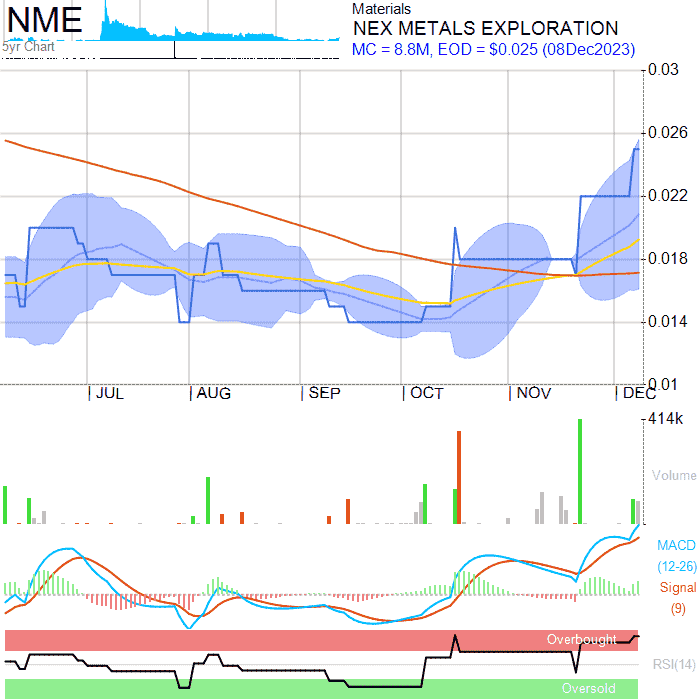 NME
Materials
NEX METALS EXPLORATION
MC = 8.8M, EOD = $0.025 (08Dec2023)
5yr Chart
0.03
0.026
0.022
0.018
0.014
0.01
JUL AUG SEP OCT NOV DEC
414k
Volume
MACD
(12-26)
Signal
(9)
Overbought
RSI(14)
Oversold